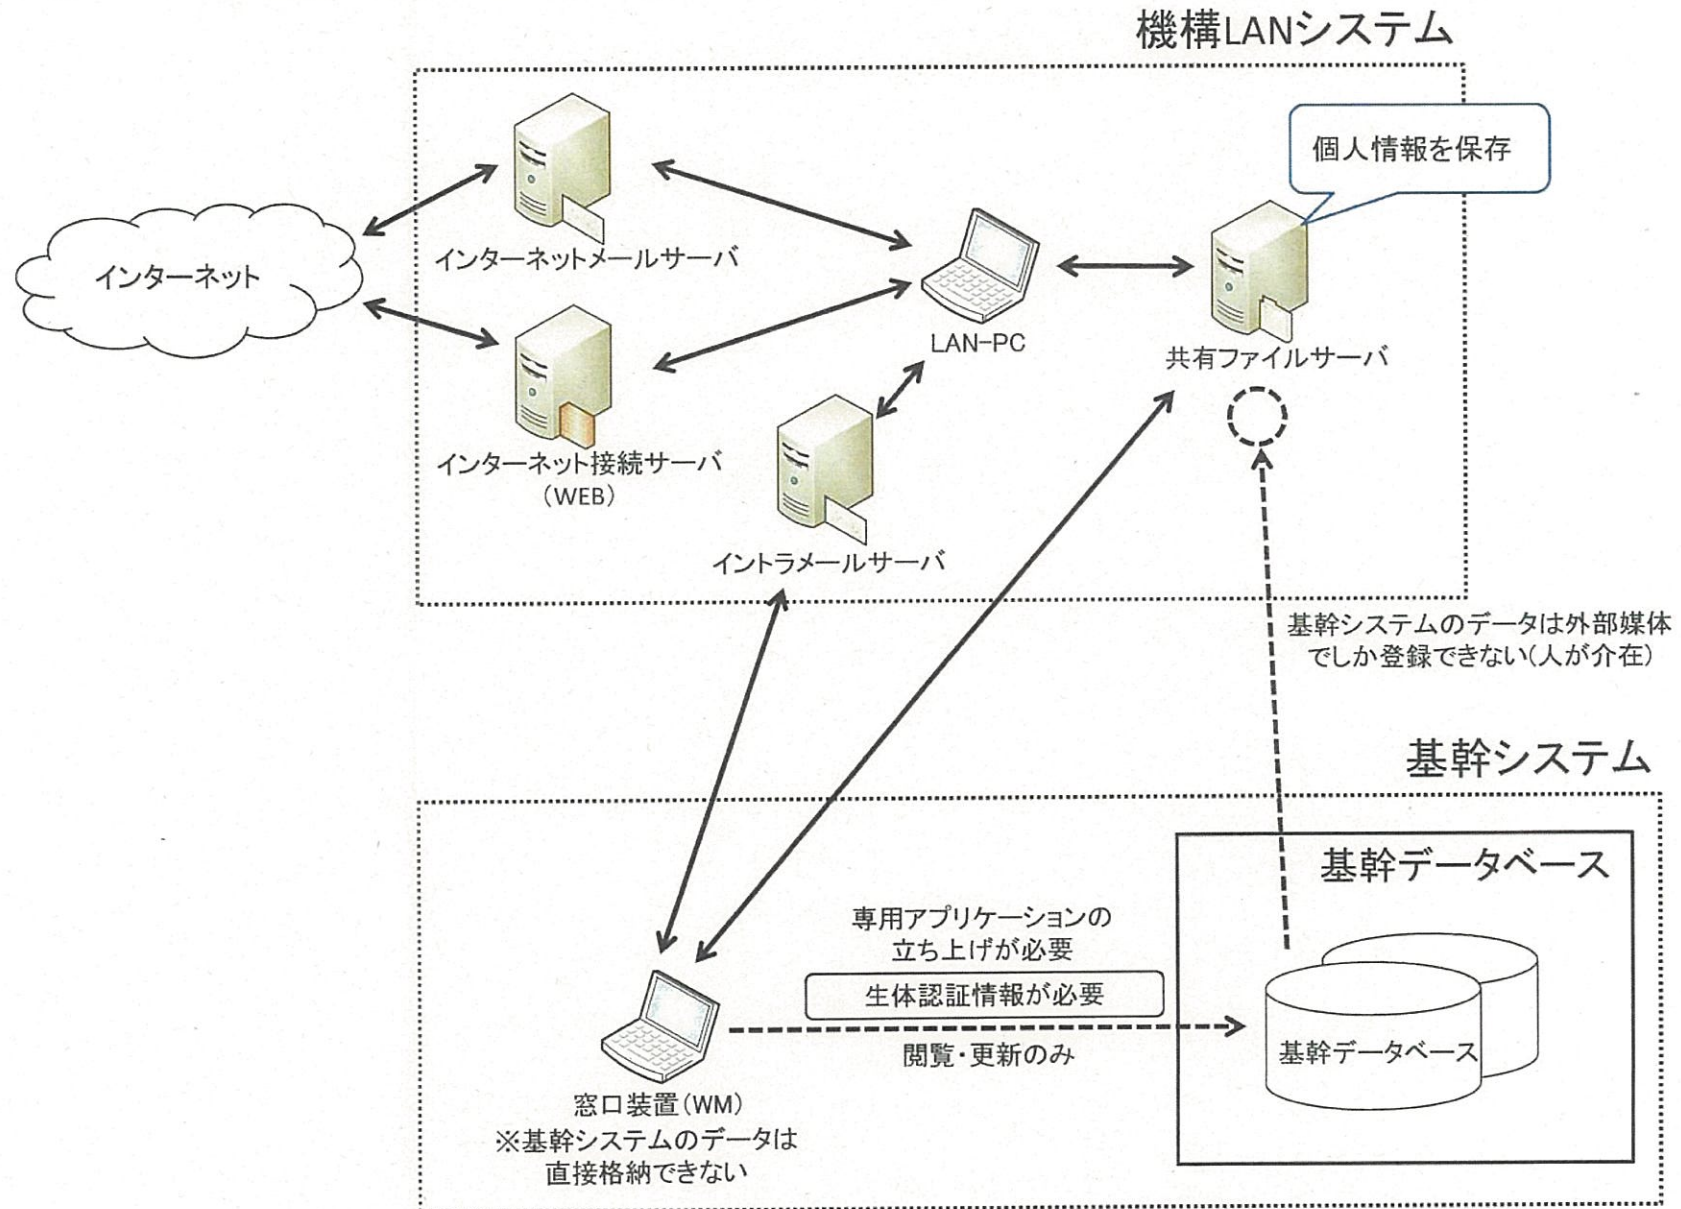 機構LANシステム
個人情報を保存
インターネットメールサーバ
インターネット
LAN-PC
共有ファイルサーバ
インターネット接続サーバ
(WEB)
イントラメールサーバ
基幹システムのデータは外部媒体
でしか登録できない(人が介在)
基幹システム
基幹データベース
専用アプリケーションの
立ち上げが必要
生体認証情報が必要
閲覧・更新のみ
基幹データベース
窓口装置(WM)
※基幹システムのデータは
直接格納できない